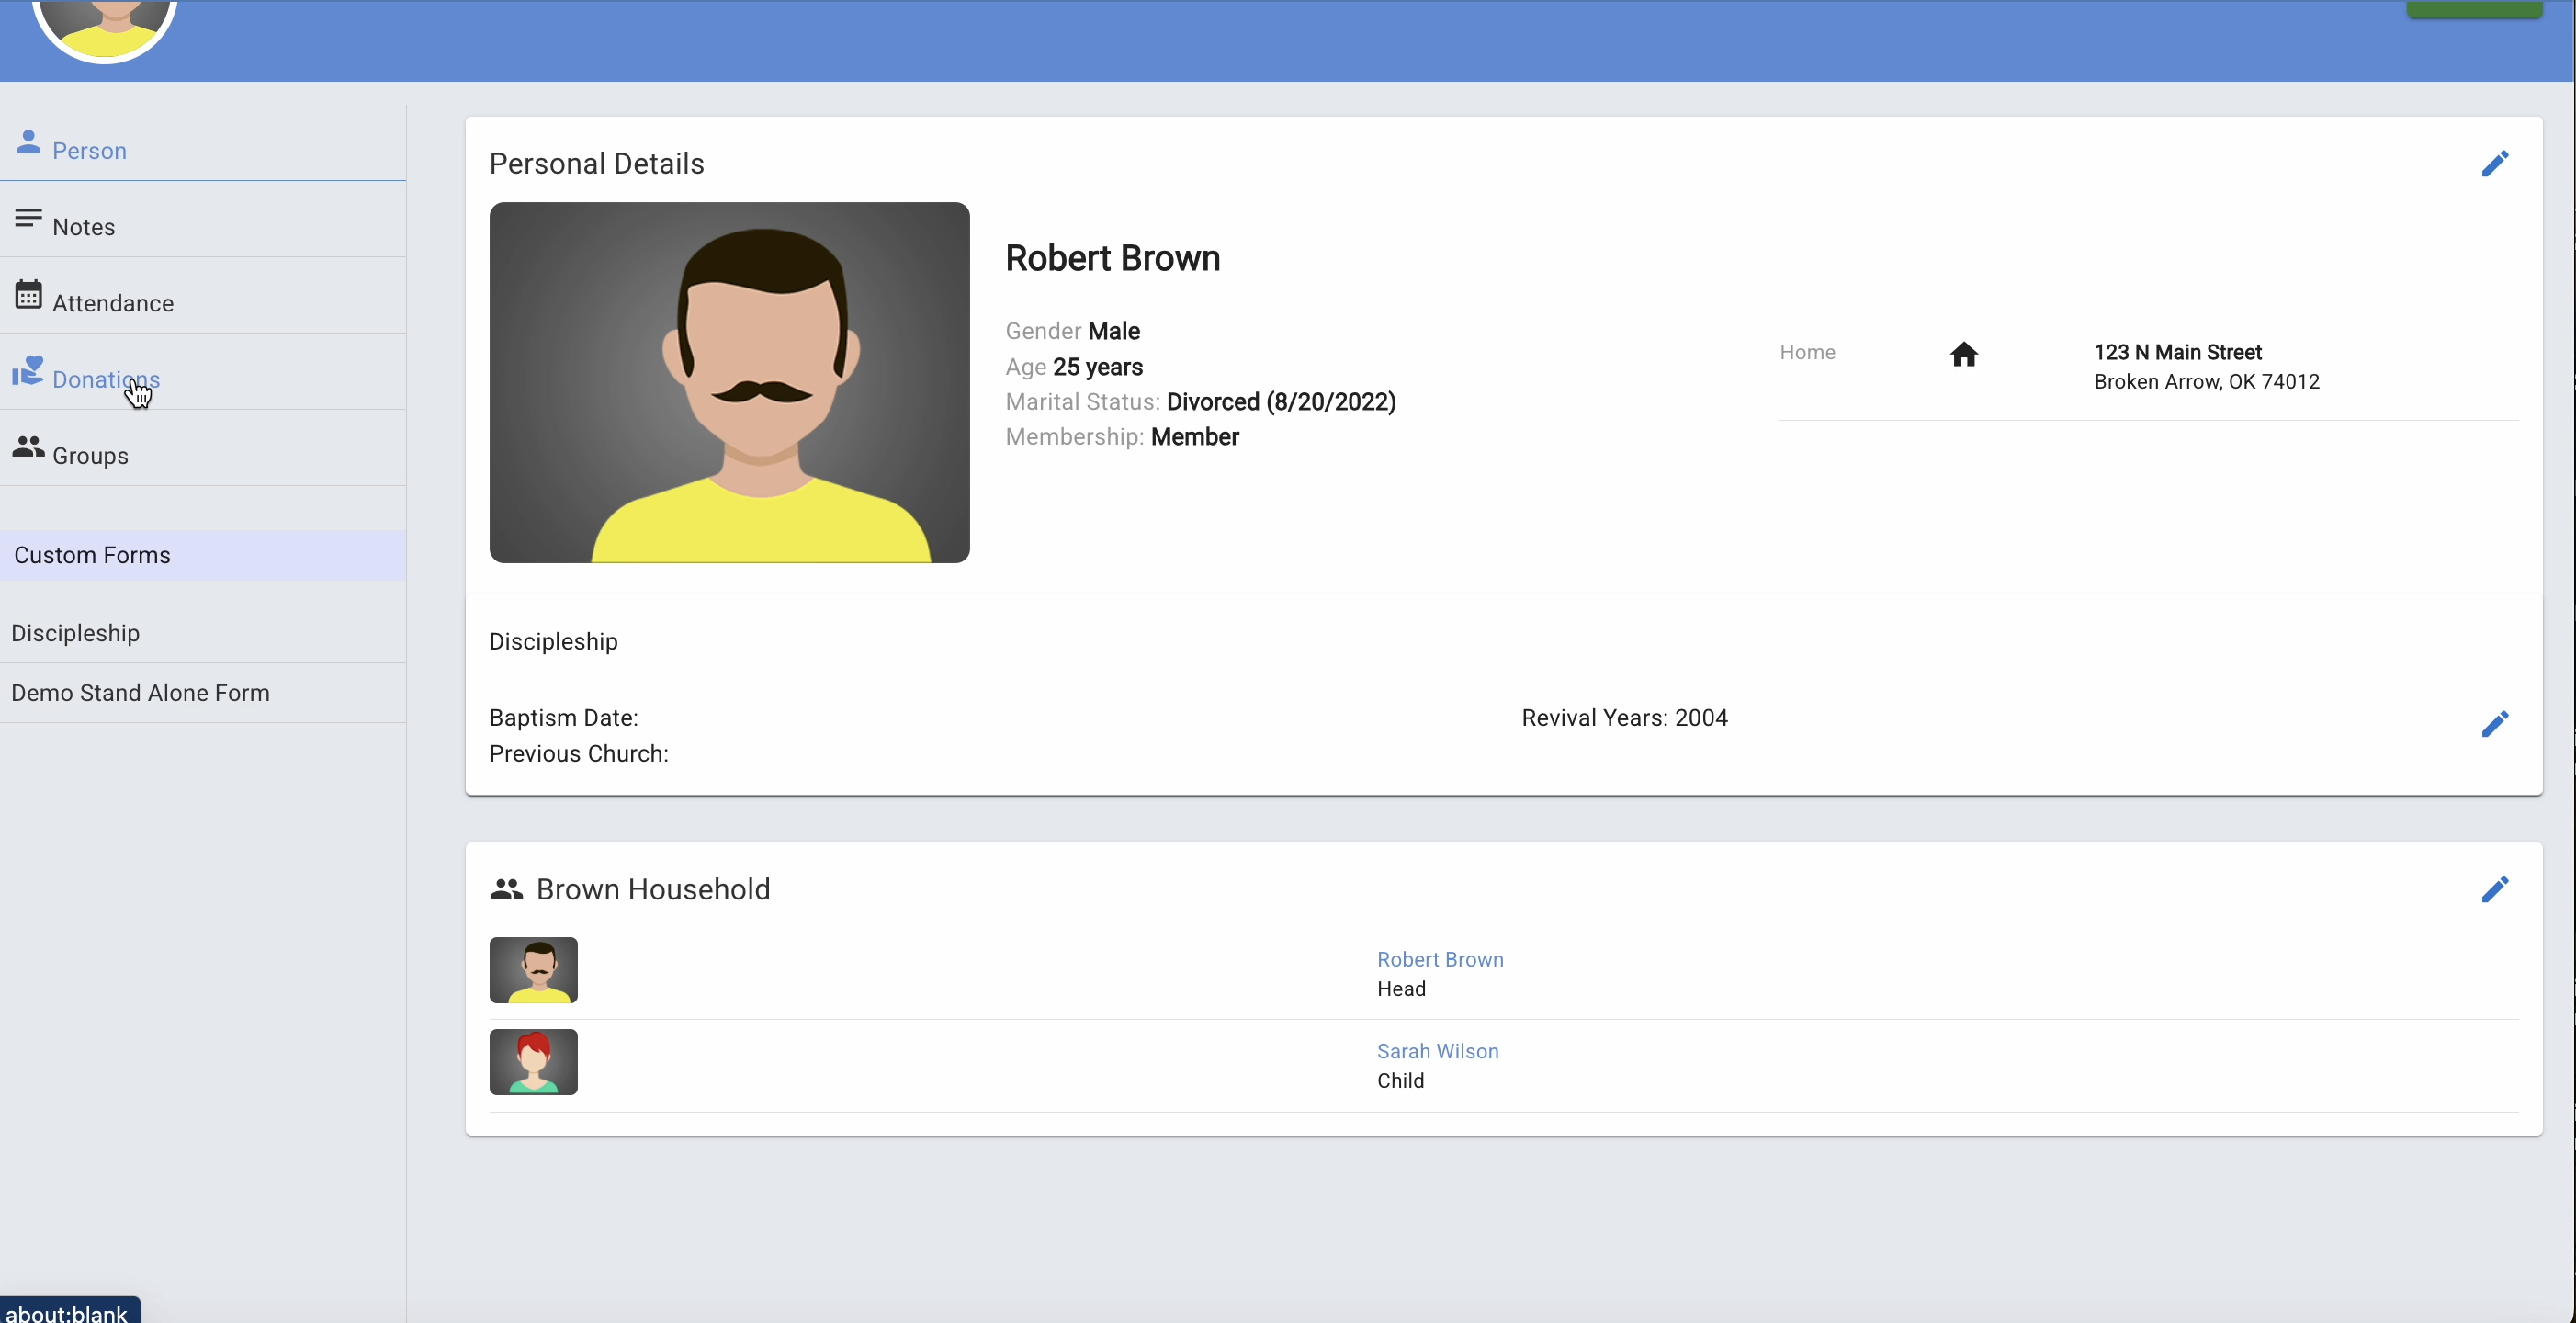 Person
Notes
Attendance
Donations
Groups
Custom Forms
Discipleship
Demo Stand Alone Form
Personal Details
Robert Brown
Gender Male
Age 25 years
Marital Status: Divorced (8/20/2022)
Membership: Member
Home
123 N Main Street
Broken Arrow, OK 74012
Discipleship
Baptism Date:
Previous Church:
Revival Years: 2004
Brown Household
Robert Brown
Head
Sarah Wilson
Child
about:blank